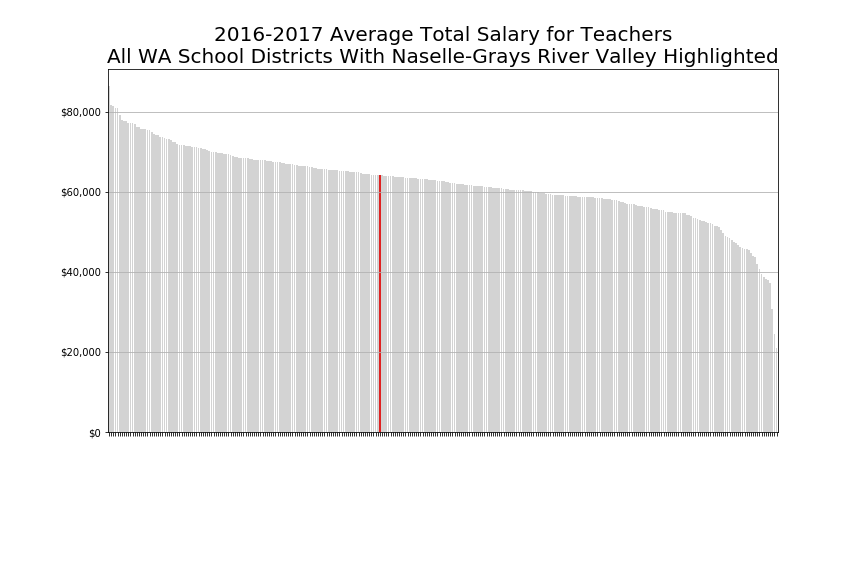 2016-2017 Average Total Salary for Teachers
All WA School Districts With Naselle-Grays River Valley Highlighted
$80,000
$60,000
$40,000
$20,000
$0